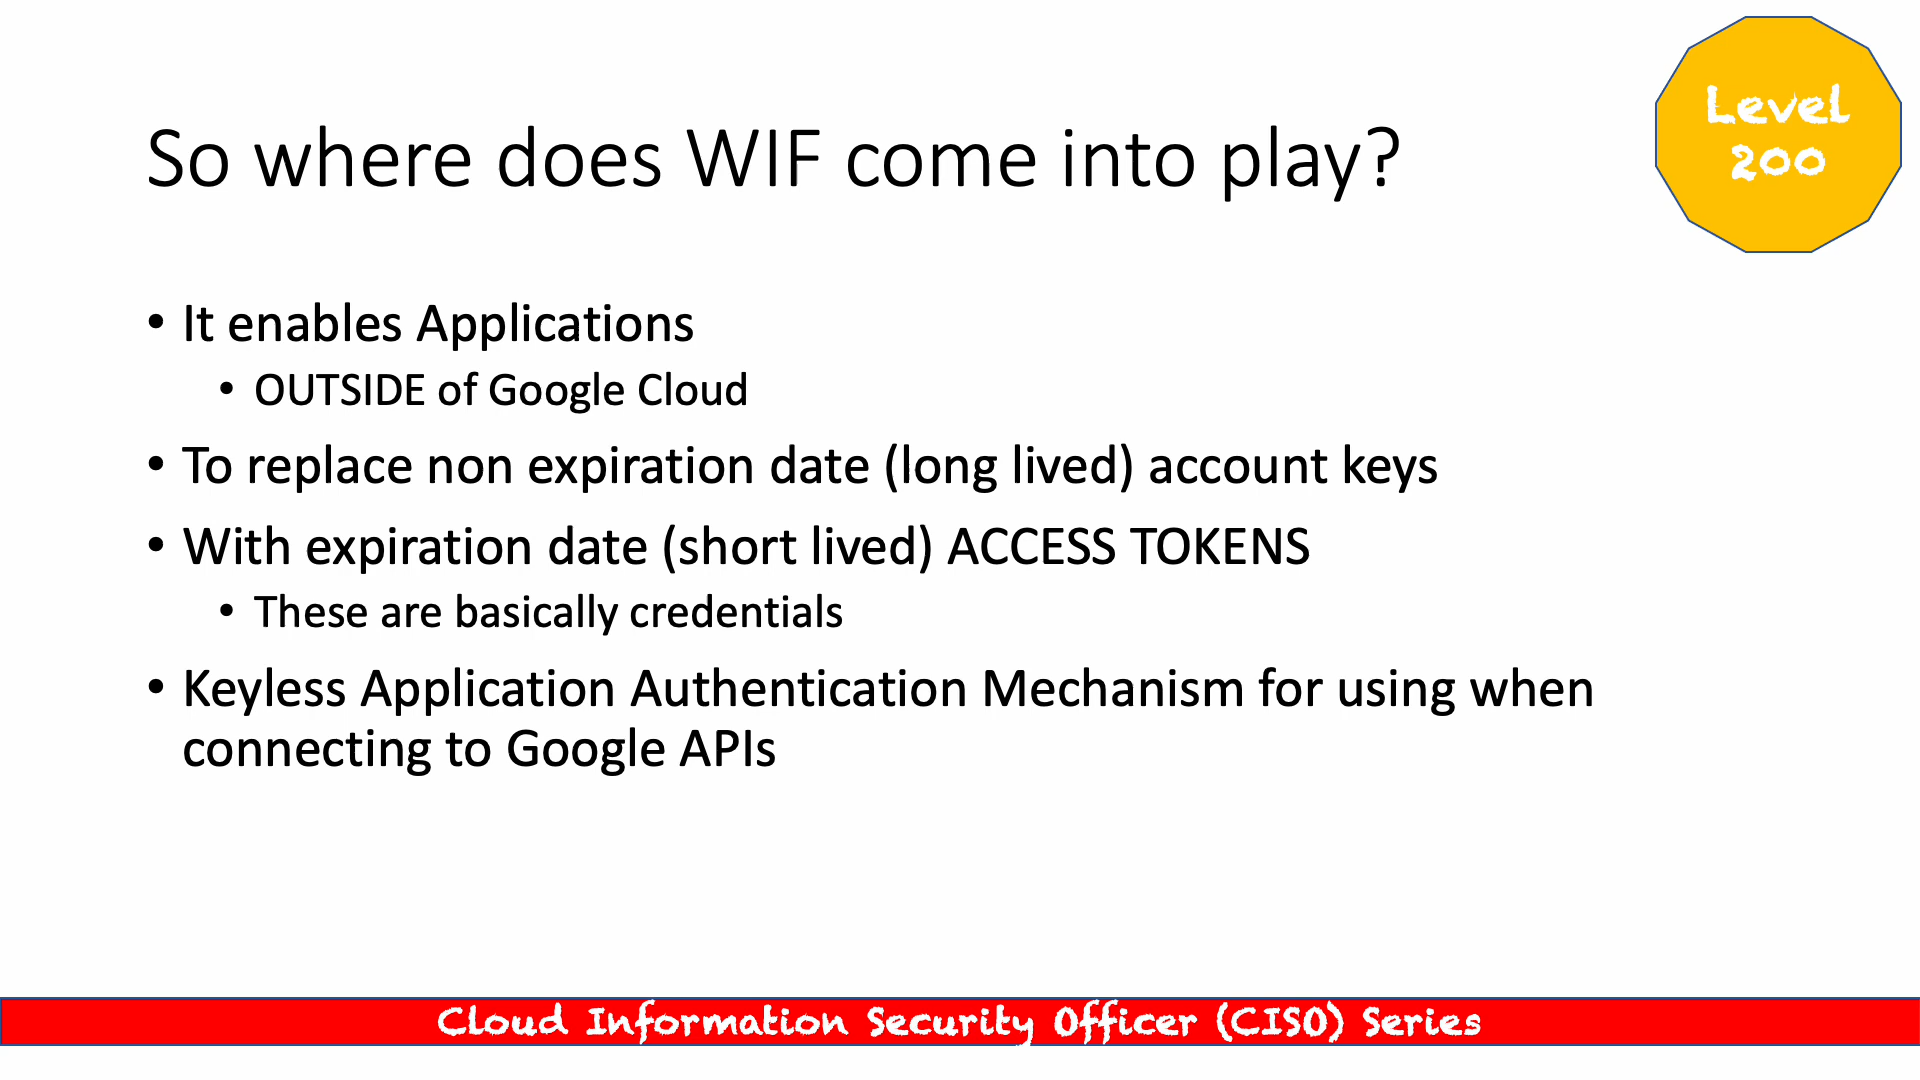 Level
200
So where does WIF come into play?
• It enables Applications
• OUTSIDE of Google Cloud
• To replace non expiration date (long lived) account keys
• With expiration date (short lived) ACCESS TOKENS
• These are basically credentials
• Keyless Application Authentication Mechanism for using when
connecting to Google APIs
Cloud Information Security Officer (CISO) Series